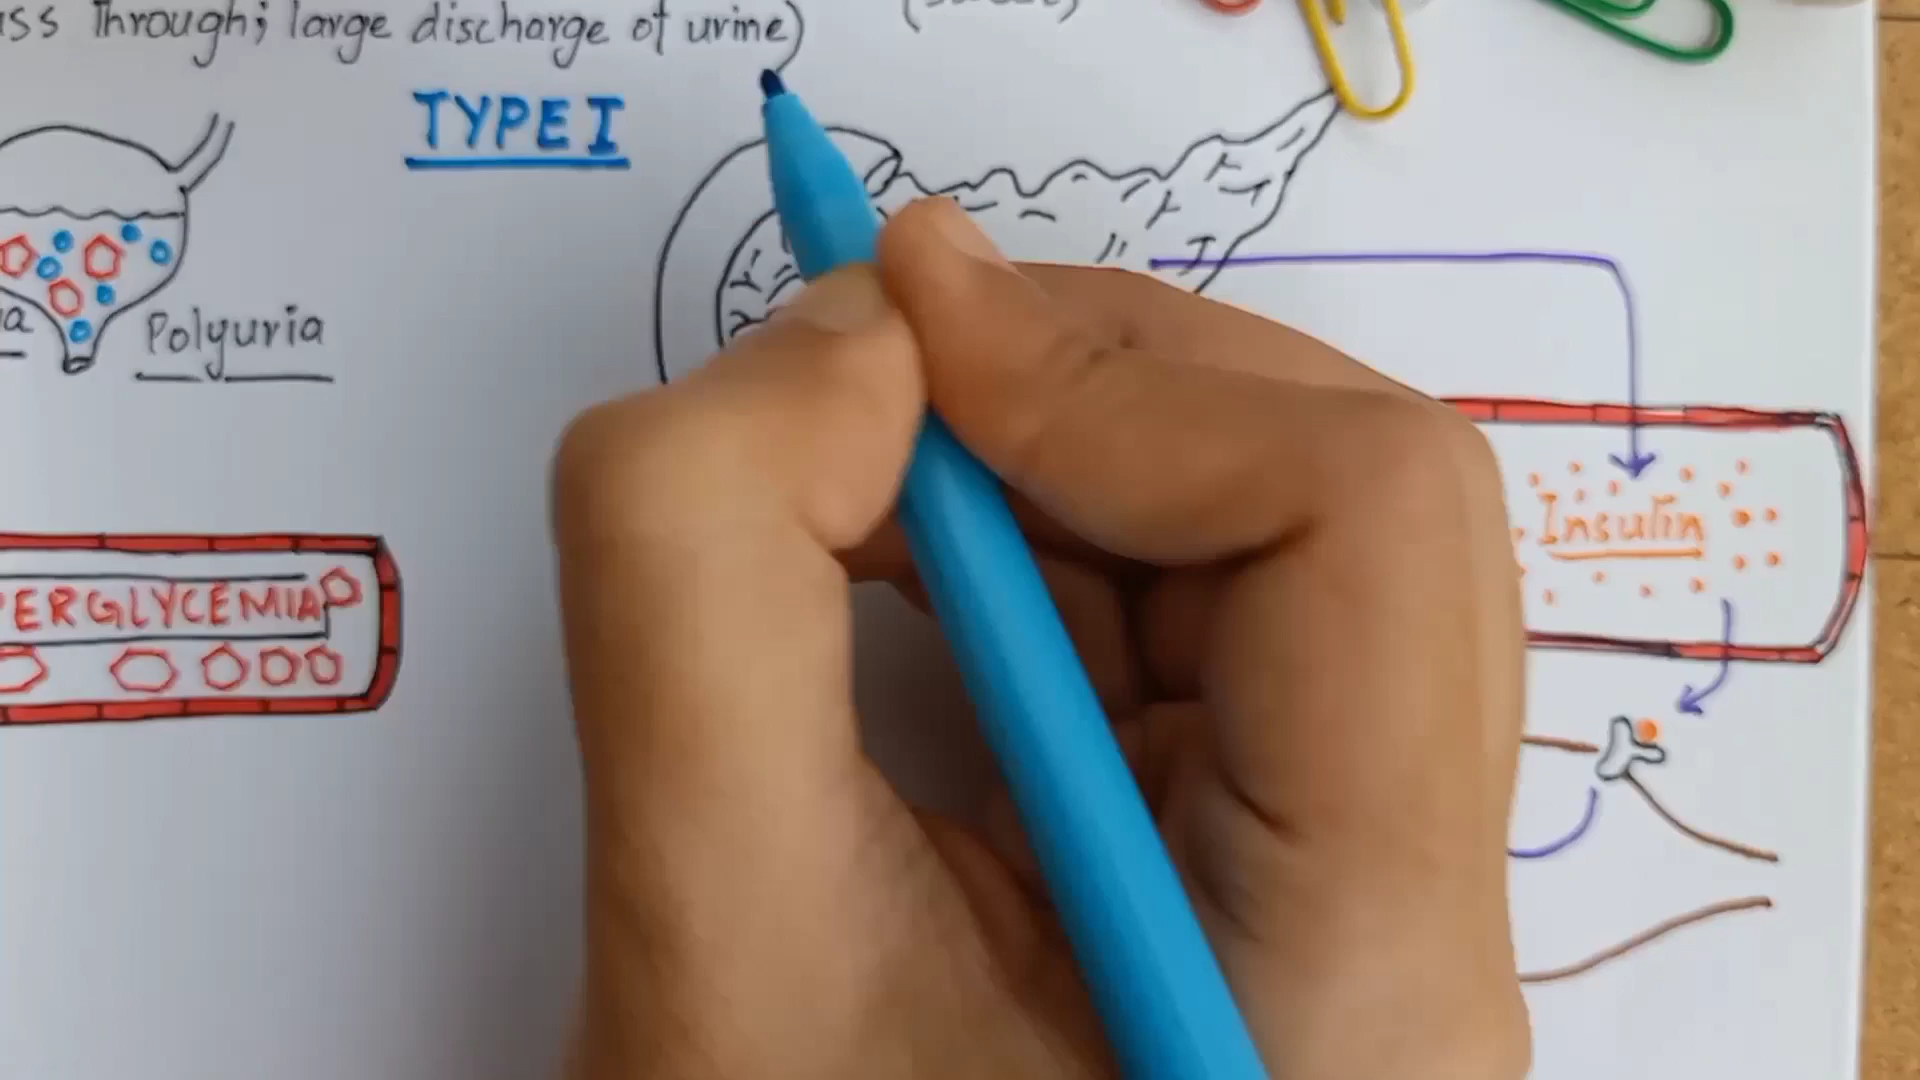 ss Through; large discharge of urine)
TYPE I
a
Polyuria
Insulin
ERGLYCEMIA